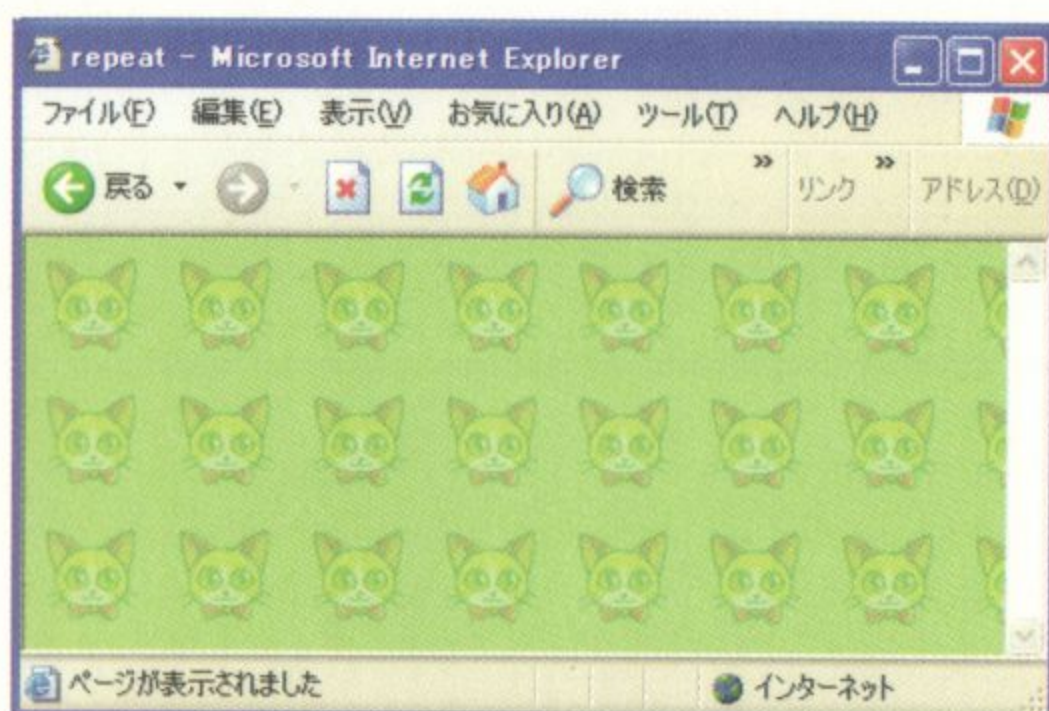 repeat - Microsoft Internet Explorer
ファイル(F) 編集(E) 表示(V) お気に入り(A) ツール(T) ヘルプ(H)
戻る 検索 » リンク » アドレス(D)
ページが表示されました インターネット